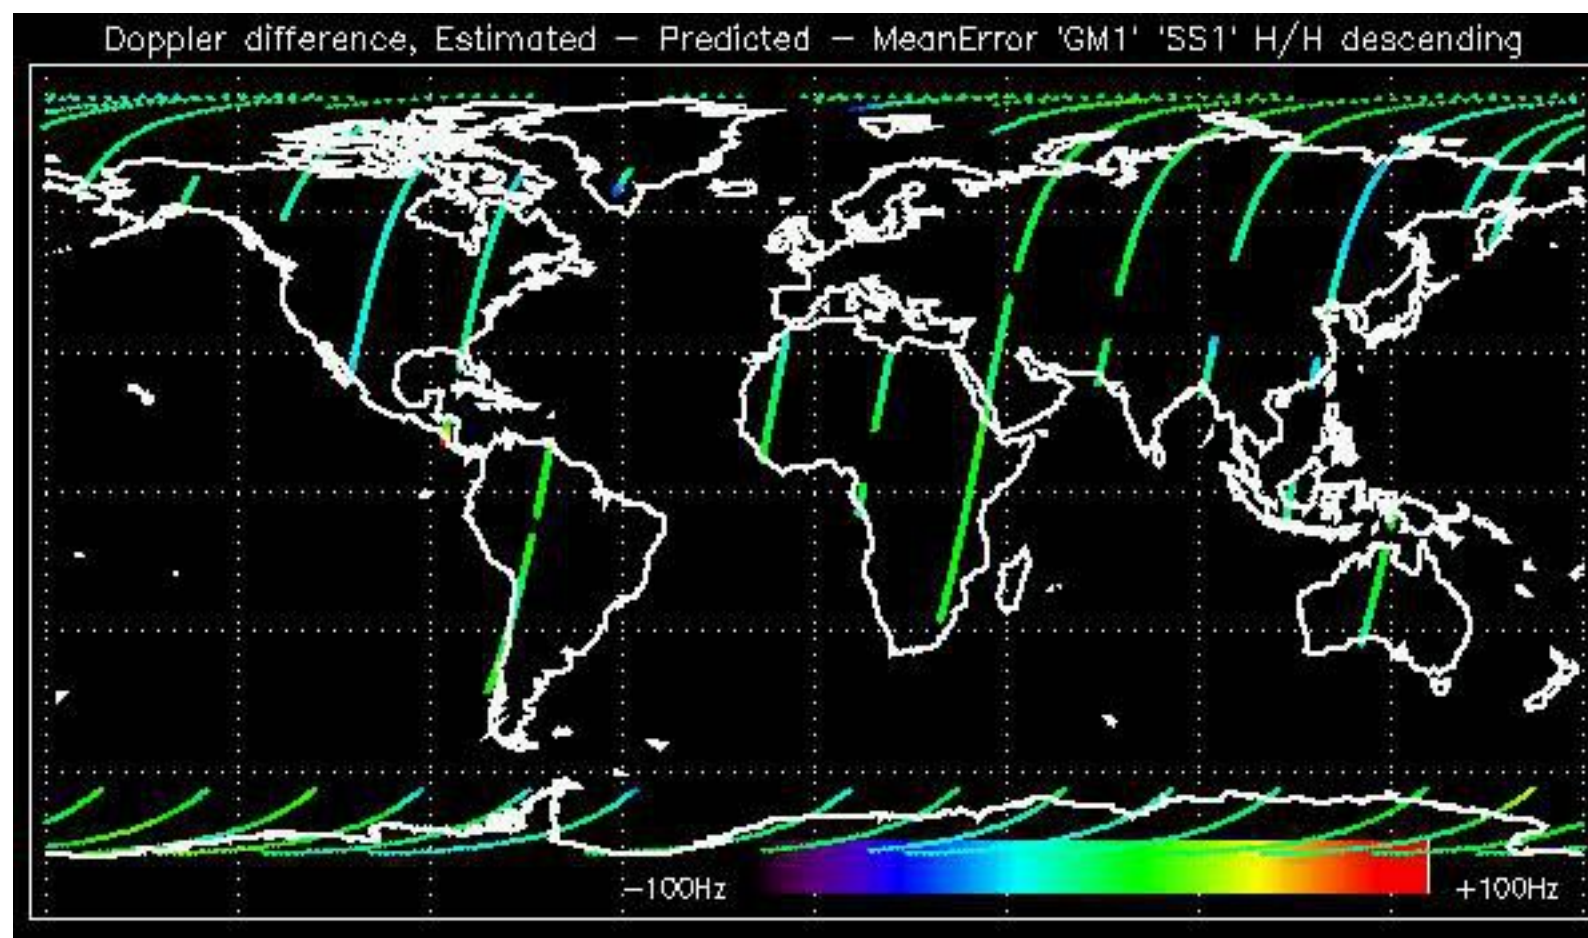 Doppler difference, Estimated — Predicted — MeanError 'GM1' 'SS1' H/H descending
−100Hz
+100Hz